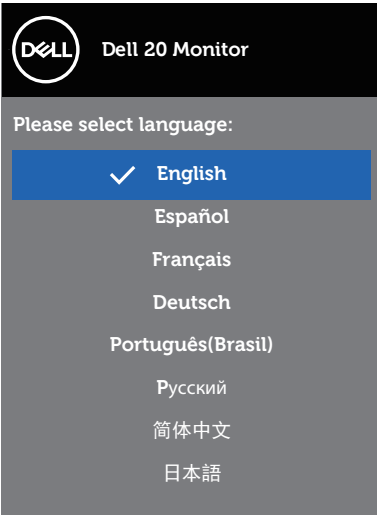 DELL
Dell 20 Monitor
Please select language:
English
Español
Français
Deutsch
Português(Brasil)
Русский
简体中文
日本語